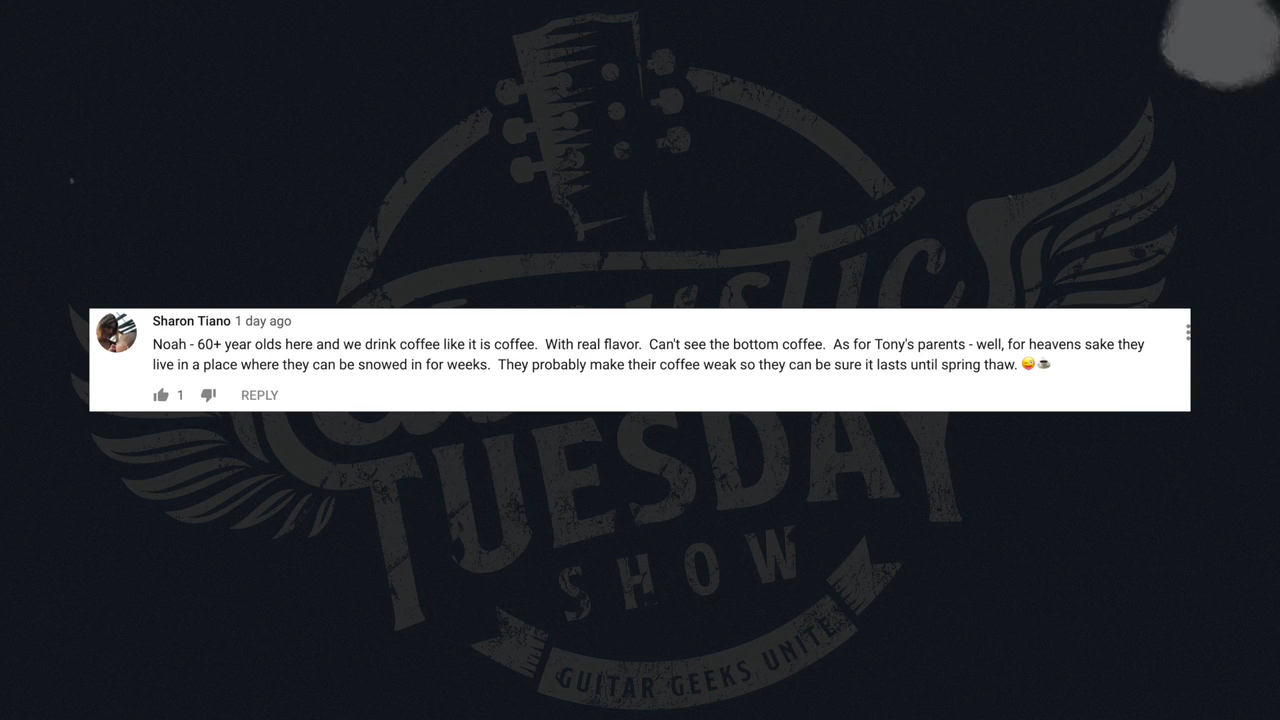 Acoustic
Sharon Tiano 1 day ago
Noah - 60+ year olds here and we drink coffee like it is coffee.  With real flavor.  Can't see the bottom coffee.  As for Tony's parents - well, for heavens sake they
live in a place where they can be snowed in for weeks.  They probably make their coffee weak so they can be sure it lasts until spring thaw. 😜☕
1 REPLY
TUESDAY
SHOW
GUITAR GEEKS UNITE